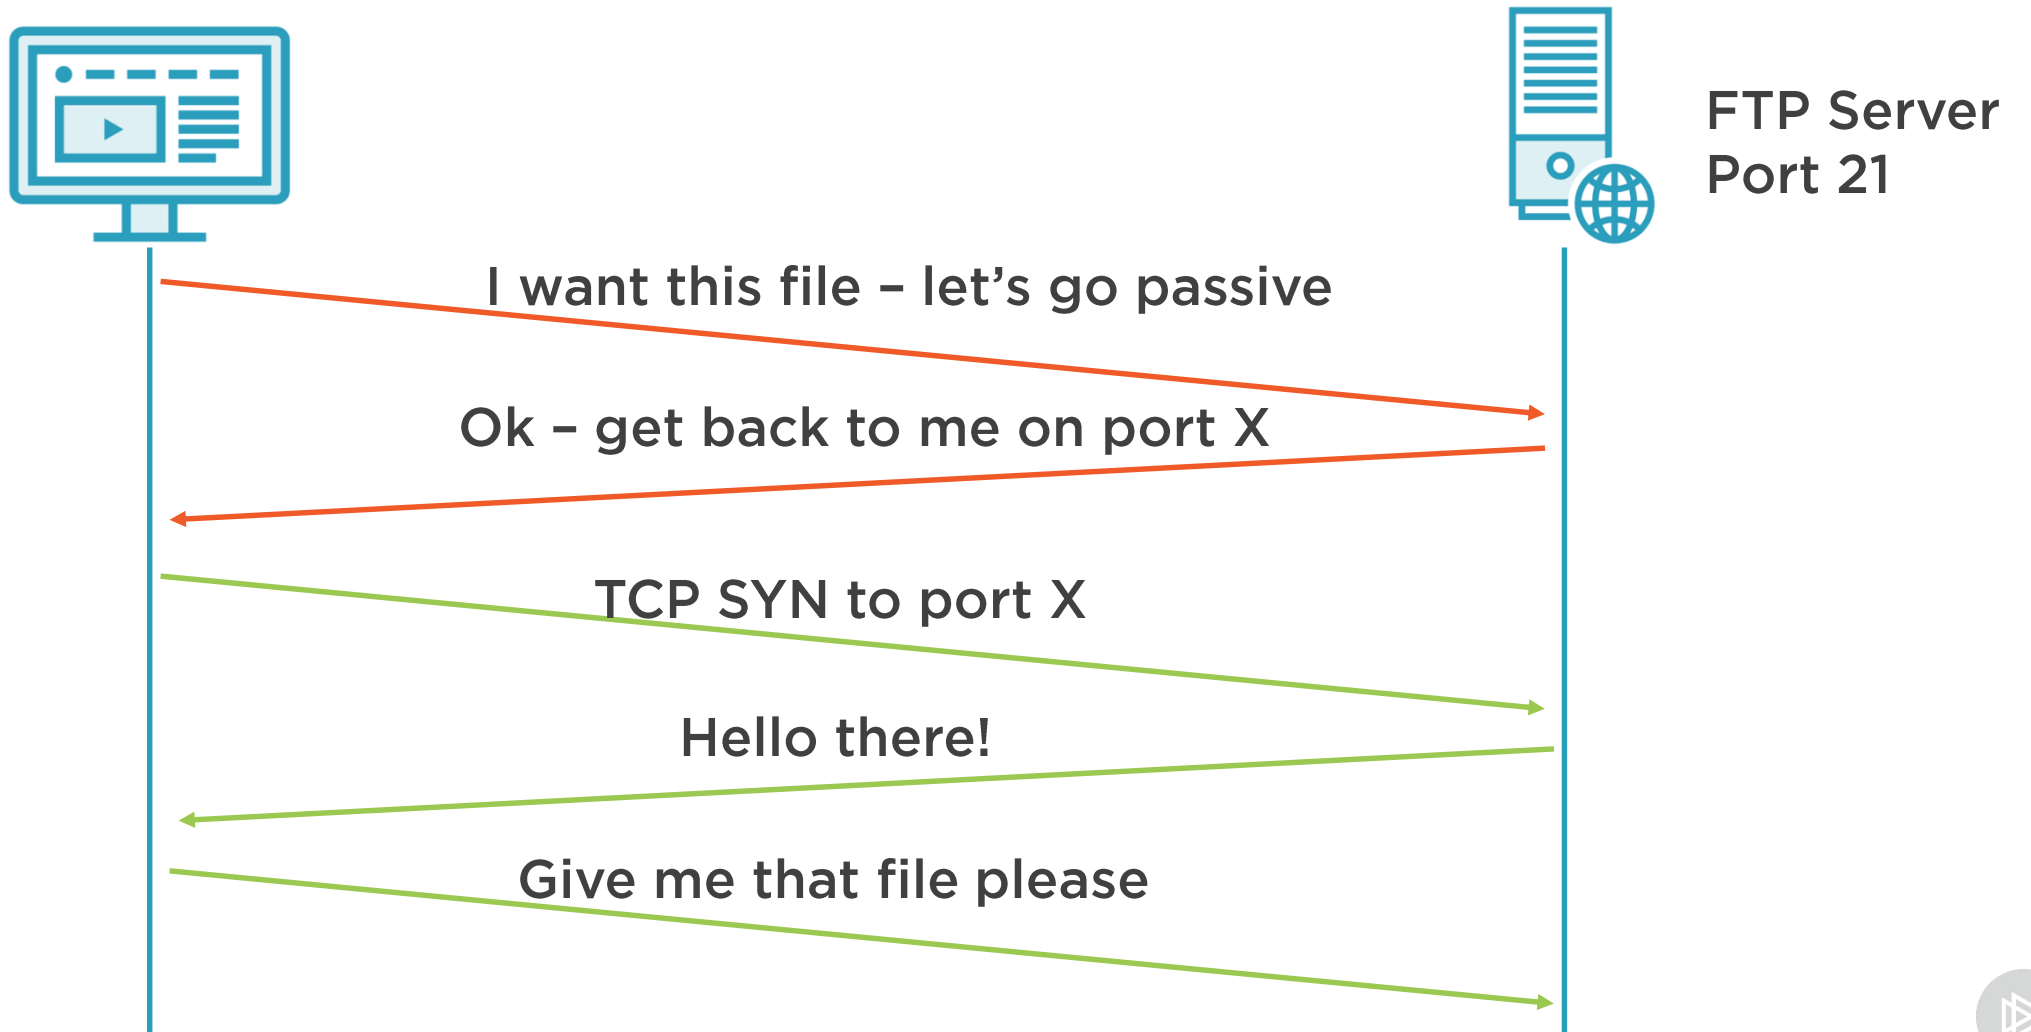 FTP Server
Port 21
I want this file – let’s go passive
Ok – get back to me on port X
TCP SYN to port X
Hello there!
Give me that file please